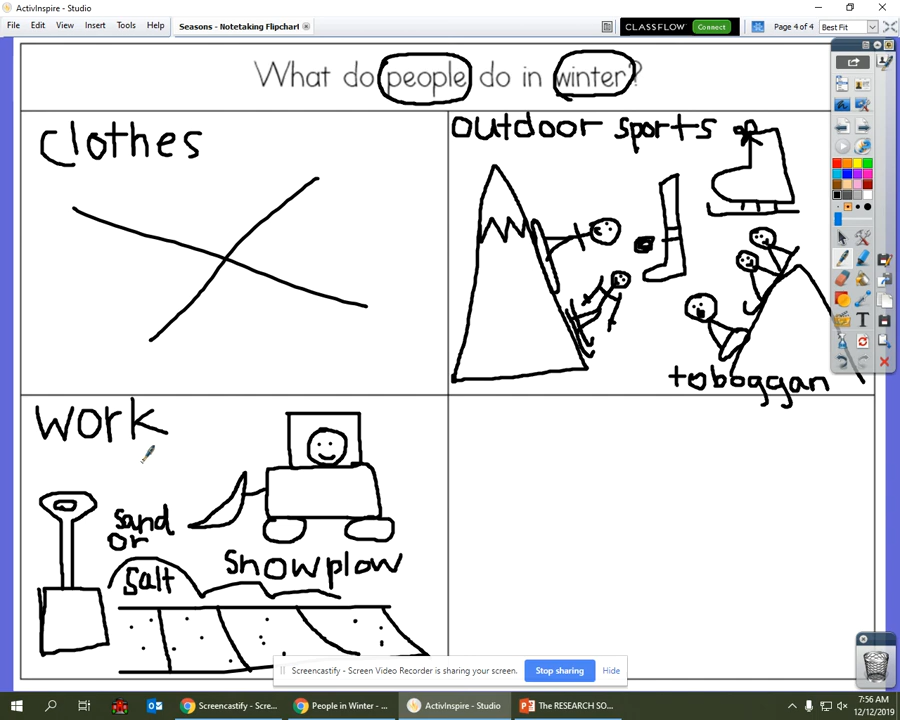 ActivInspire - Studio
File Edit View Insert Tools Help
Seasons - Notetaking Flipchart
CLASSFLOW Connect
Page 4 of 4
Best Fit
What do people do in winter?
Clothes
outdoor sports
toboggan
work
sand
or
salt
snowplow
Screencastify - Screen Video Recorder is sharing your screen.
Stop sharing
Hide
Screencastify - Scre...
People in Winter - ...
ActivInspire - Studio
The RESEARCH SO...
7:56 AM
12/12/2019